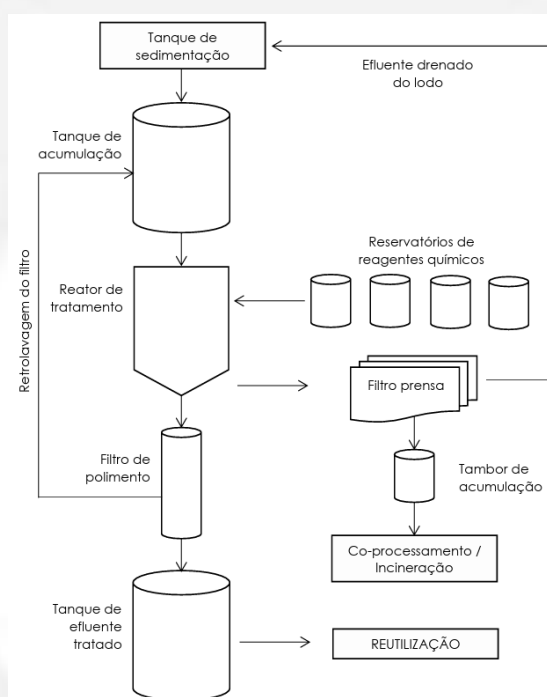 Tanque de
sedimentação
Efluente drenado
do lodo
Tanque de
acumulação
Reservatórios de
reagentes químicos
Reator de
tratamento
Retrolavagem do filtro
Filtro prensa
Filtro de
polimento
Tambor de
acumulação
Co-processamento /
Incineração
Tanque de
efluente
tratado
REUTILIZAÇÃO